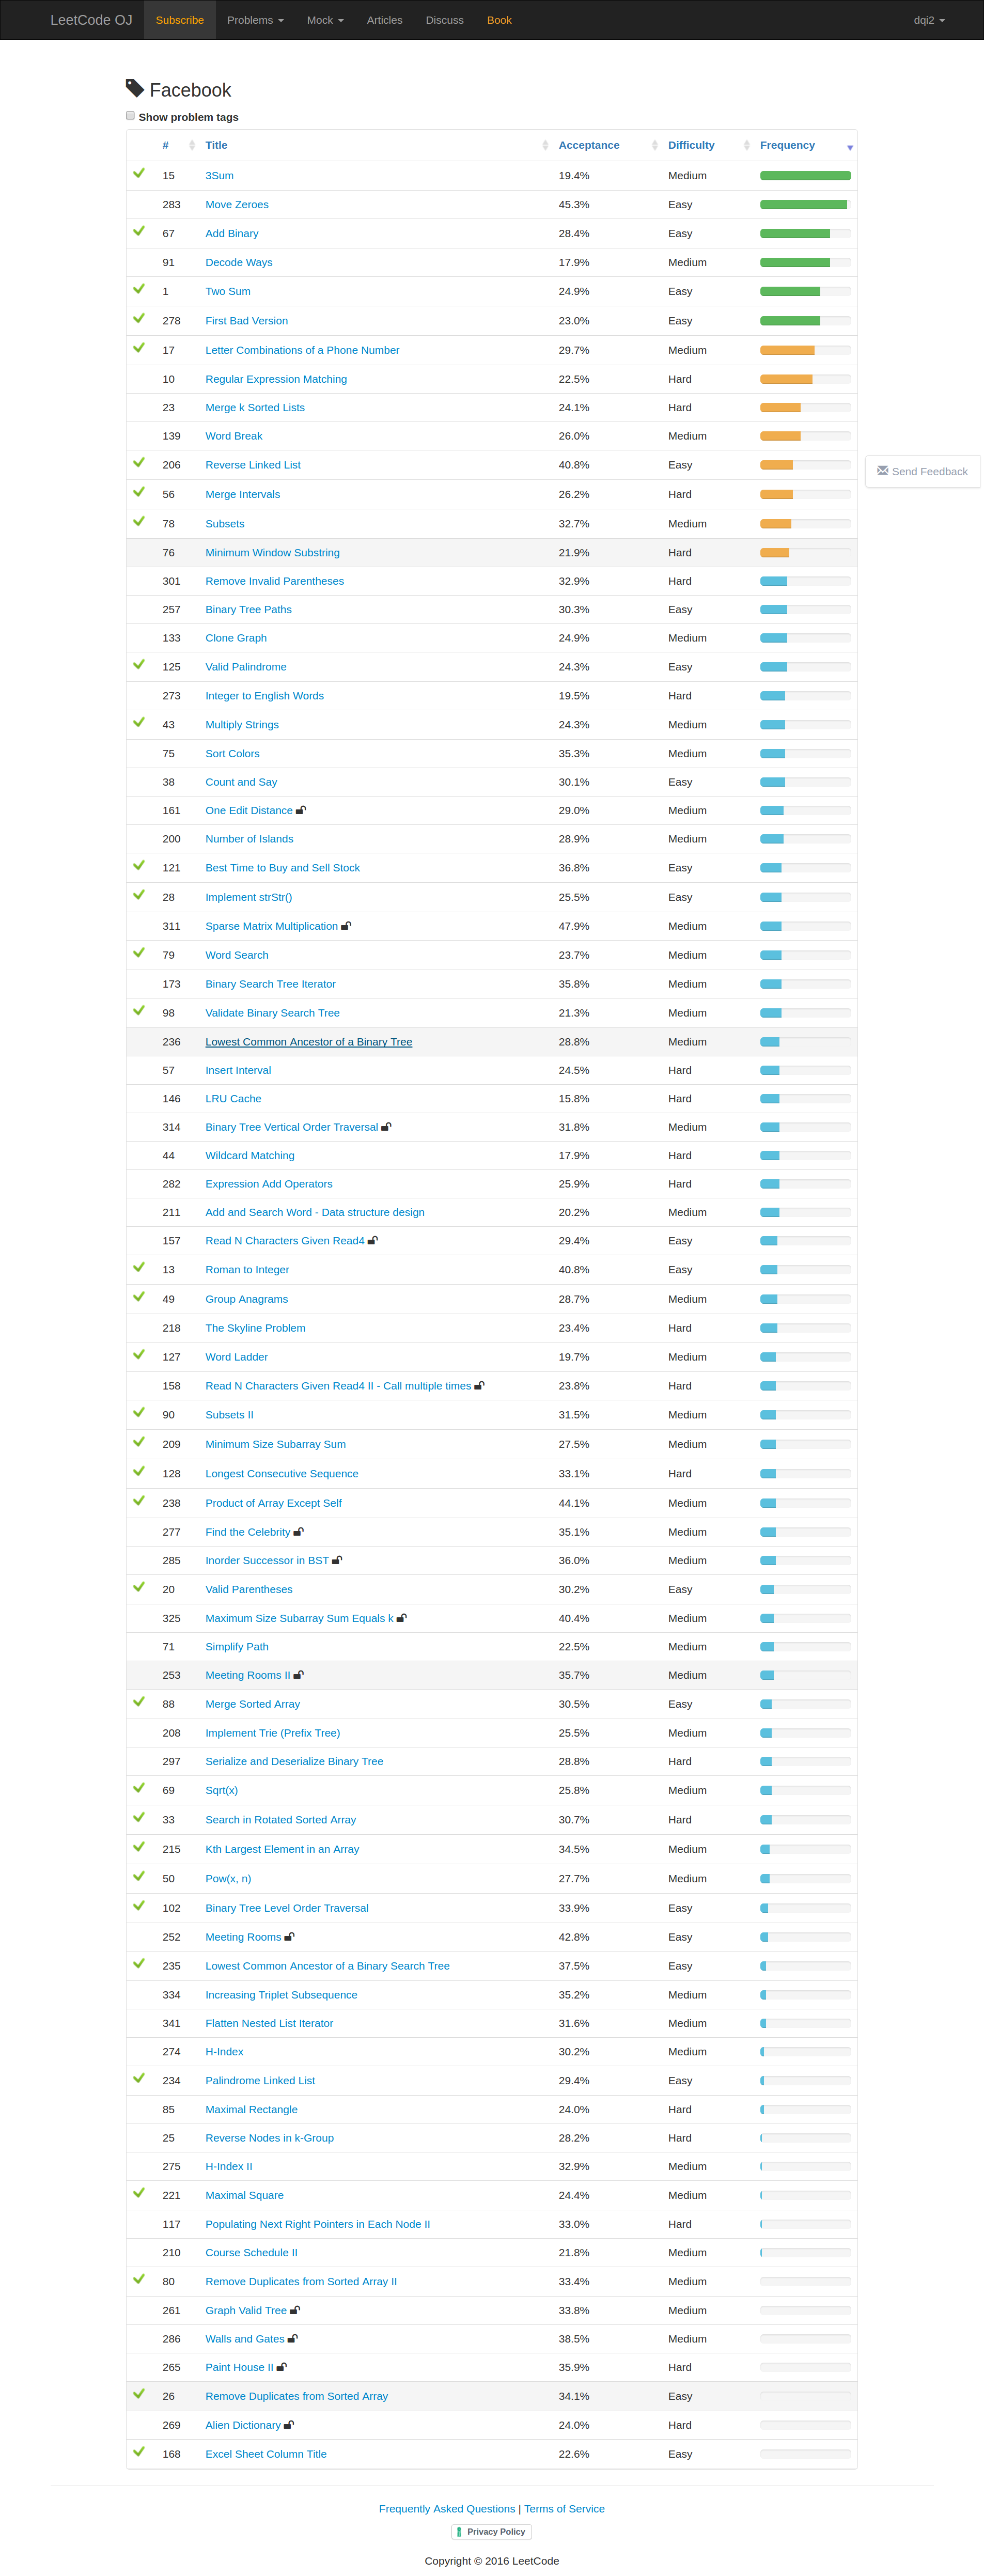 LeetCode OJ Subscribe Problems Mock Articles Discuss Book dqi2
Facebook
Show problem tags
# Title Acceptance Difficulty Frequency
15 3Sum 19.4% Medium
283 Move Zeroes 45.3% Easy
67 Add Binary 28.4% Easy
91 Decode Ways 17.9% Medium
1 Two Sum 24.9% Easy
278 First Bad Version 23.0% Easy
17 Letter Combinations of a Phone Number 29.7% Medium
10 Regular Expression Matching 22.5% Hard
23 Merge k Sorted Lists 24.1% Hard
139 Word Break 26.0% Medium
206 Reverse Linked List 40.8% Easy
Send Feedback
56 Merge Intervals 26.2% Hard
78 Subsets 32.7% Medium
76 Minimum Window Substring 21.9% Hard
301 Remove Invalid Parentheses 32.9% Hard
257 Binary Tree Paths 30.3% Easy
133 Clone Graph 24.9% Medium
125 Valid Palindrome 24.3% Easy
273 Integer to English Words 19.5% Hard
43 Multiply Strings 24.3% Medium
75 Sort Colors 35.3% Medium
38 Count and Say 30.1% Easy
161 One Edit Distance 29.0% Medium
200 Number of Islands 28.9% Medium
121 Best Time to Buy and Sell Stock 36.8% Easy
28 Implement strStr() 25.5% Easy
311 Sparse Matrix Multiplication 47.9% Medium
79 Word Search 23.7% Medium
173 Binary Search Tree Iterator 35.8% Medium
98 Validate Binary Search Tree 21.3% Medium
236 Lowest Common Ancestor of a Binary Tree 28.8% Medium
57 Insert Interval 24.5% Hard
146 LRU Cache 15.8% Hard
314 Binary Tree Vertical Order Traversal 31.8% Medium
44 Wildcard Matching 17.9% Hard
282 Expression Add Operators 25.9% Hard
211 Add and Search Word - Data structure design 20.2% Medium
157 Read N Characters Given Read4 29.4% Easy
13 Roman to Integer 40.8% Easy
49 Group Anagrams 28.7% Medium
218 The Skyline Problem 23.4% Hard
127 Word Ladder 19.7% Medium
158 Read N Characters Given Read4 II - Call multiple times 23.8% Hard
90 Subsets II 31.5% Medium
209 Minimum Size Subarray Sum 27.5% Medium
128 Longest Consecutive Sequence 33.1% Hard
238 Product of Array Except Self 44.1% Medium
277 Find the Celebrity 35.1% Medium
285 Inorder Successor in BST 36.0% Medium
20 Valid Parentheses 30.2% Easy
325 Maximum Size Subarray Sum Equals k 40.4% Medium
71 Simplify Path 22.5% Medium
253 Meeting Rooms II 35.7% Medium
88 Merge Sorted Array 30.5% Easy
208 Implement Trie (Prefix Tree) 25.5% Medium
297 Serialize and Deserialize Binary Tree 28.8% Hard
69 Sqrt(x) 25.8% Medium
33 Search in Rotated Sorted Array 30.7% Hard
215 Kth Largest Element in an Array 34.5% Medium
50 Pow(x, n) 27.7% Medium
102 Binary Tree Level Order Traversal 33.9% Easy
252 Meeting Rooms 42.8% Easy
235 Lowest Common Ancestor of a Binary Search Tree 37.5% Easy
334 Increasing Triplet Subsequence 35.2% Medium
341 Flatten Nested List Iterator 31.6% Medium
274 H-Index 30.2% Medium
234 Palindrome Linked List 29.4% Easy
85 Maximal Rectangle 24.0% Hard
25 Reverse Nodes in k-Group 28.2% Hard
275 H-Index II 32.9% Medium
221 Maximal Square 24.4% Medium
117 Populating Next Right Pointers in Each Node II 33.0% Hard
210 Course Schedule II 21.8% Medium
80 Remove Duplicates from Sorted Array II 33.4% Medium
261 Graph Valid Tree 33.8% Medium
286 Walls and Gates 38.5% Medium
265 Paint House II 35.9% Hard
26 Remove Duplicates from Sorted Array 34.1% Easy
269 Alien Dictionary 24.0% Hard
168 Excel Sheet Column Title 22.6% Easy
Frequently Asked Questions | Terms of Service
Privacy Policy
Copyright © 2016 LeetCode